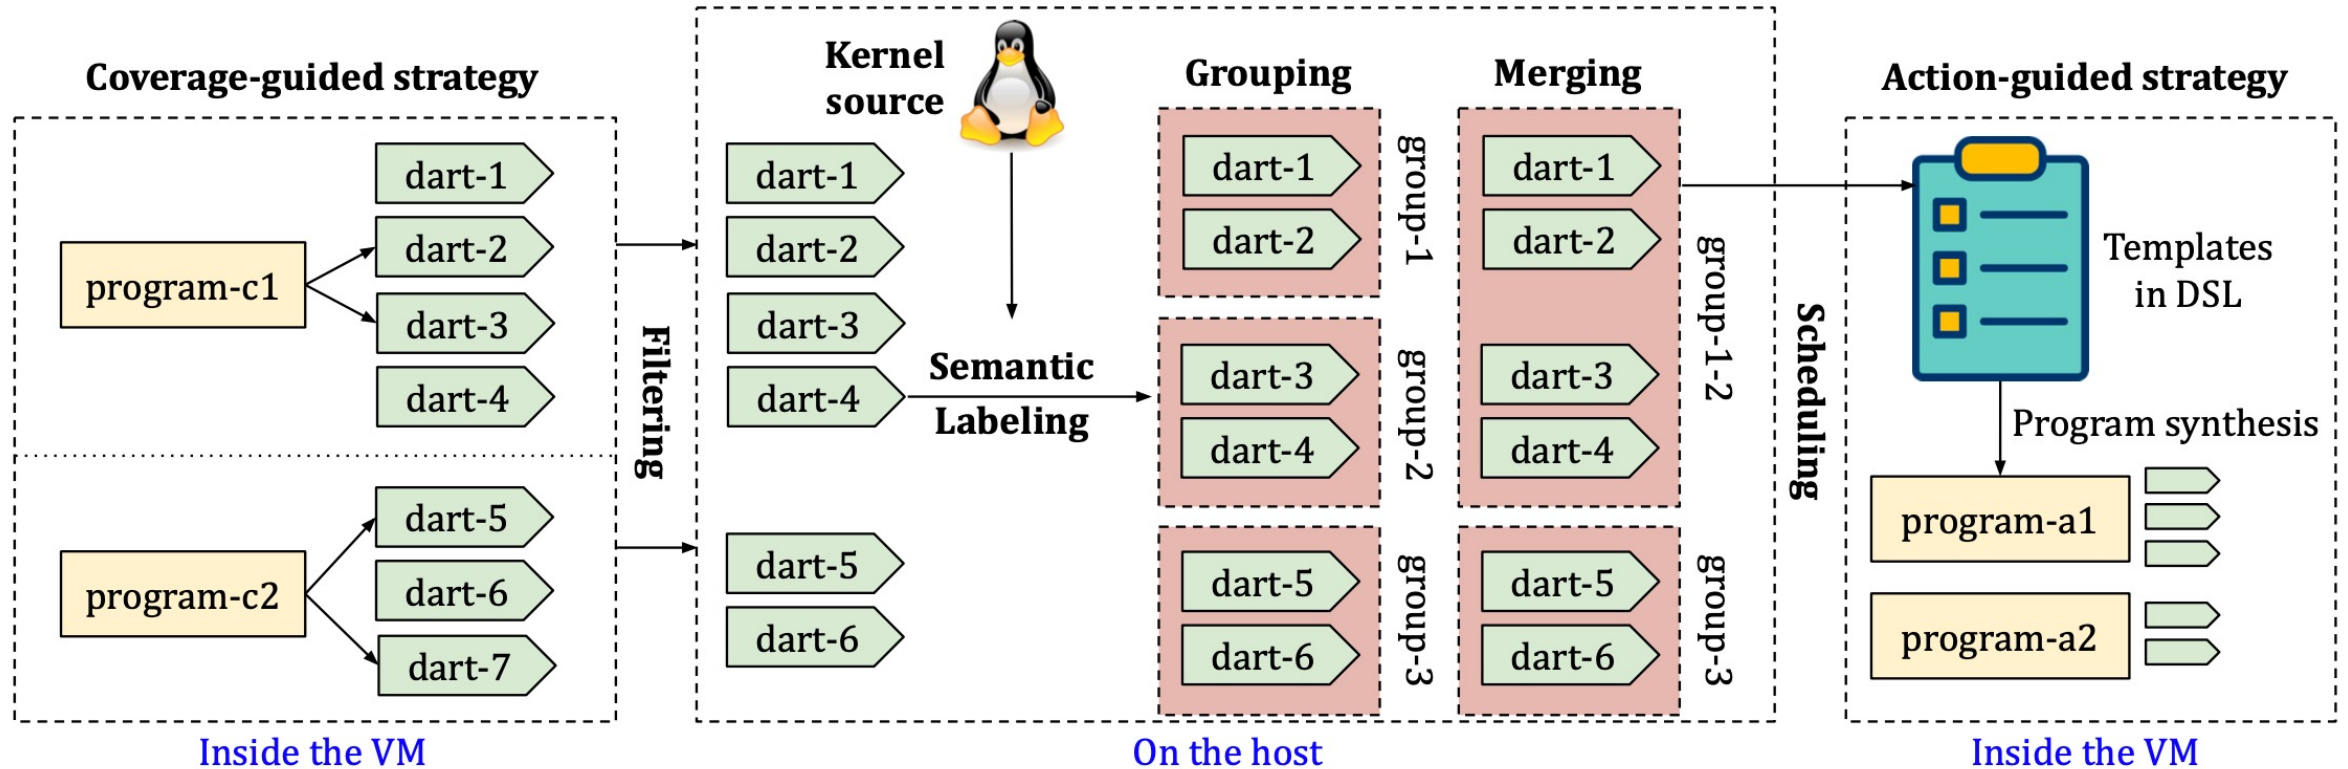 Coverage-guided strategy
program-c1
dart-1
dart-2
dart-3
dart-4
program-c2
dart-5
dart-6
dart-7
Inside the VM
Filtering
Kernel
source
dart-1
dart-2
dart-3
dart-4
dart-5
dart-6
Semantic
Labeling
Grouping
dart-1
dart-2
group-1
dart-3
dart-4
group-2
dart-5
dart-6
group-3
Merging
dart-1
dart-2
dart-3
dart-4
group-1-2
dart-5
dart-6
group-3
On the host
Scheduling
Action-guided strategy
Templates
in DSL
Program synthesis
program-a1
program-a2
Inside the VM